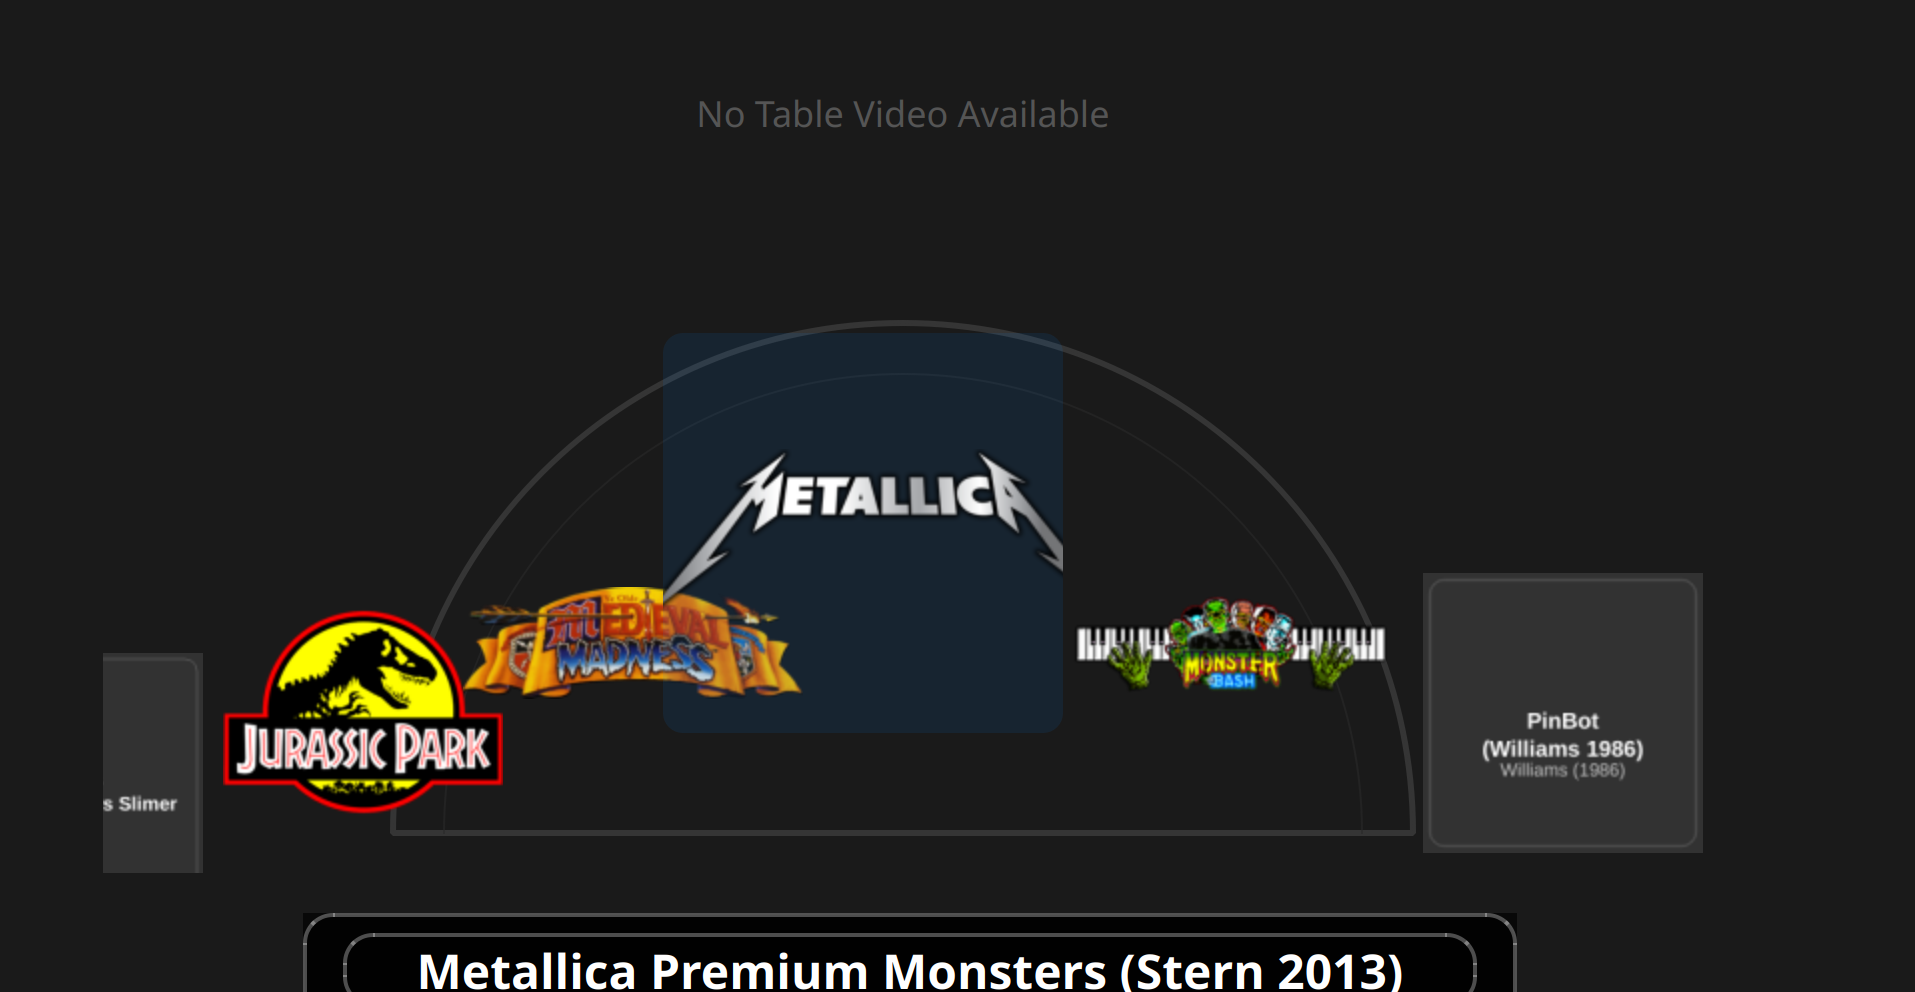 No Table Video Available
METALLICA
Ye Olde
MEDIEVAL
MADNESS
MONSTER
BASH
JURASSIC PARK
PinBot
(Williams 1986)
Williams (1986)
s Slimer
Metallica Premium Monsters (Stern 2013)